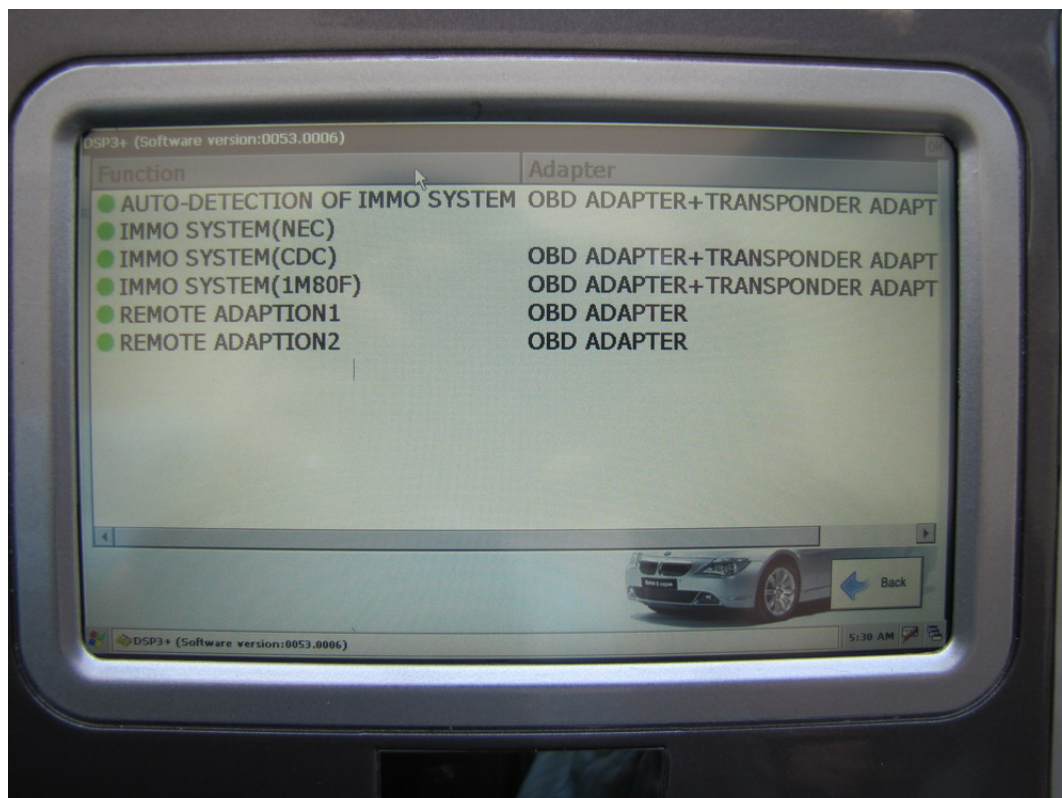 DSP3+ (Software version:0053.0006)
OK
Function Adapter
AUTO-DETECTION OF IMMO SYSTEM OBD ADAPTER+TRANSPONDER ADAPT
IMMO SYSTEM(NEC)
IMMO SYSTEM(CDC) OBD ADAPTER+TRANSPONDER ADAPT
IMMO SYSTEM(1M80F) OBD ADAPTER+TRANSPONDER ADAPT
REMOTE ADAPTION1 OBD ADAPTER
REMOTE ADAPTION2 OBD ADAPTER
Back
DSP3+ (Software version:0053.0006) 5:30 AM